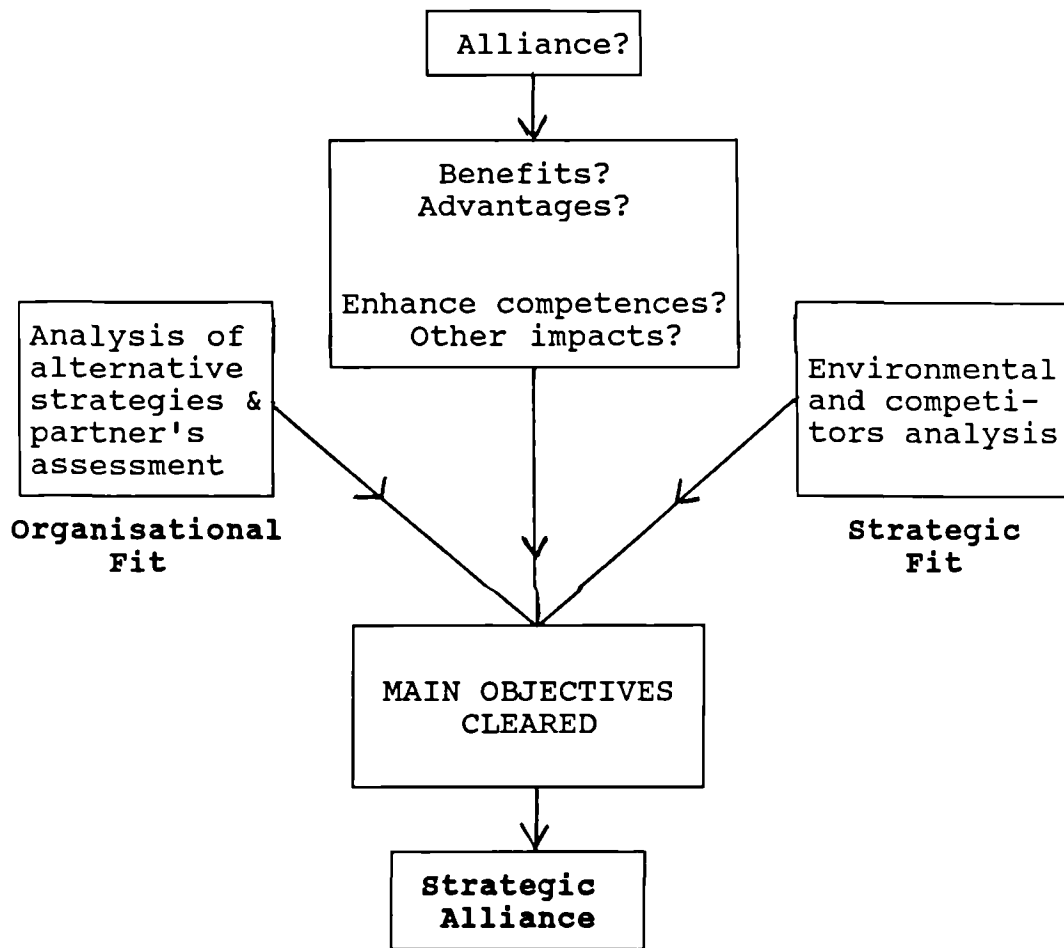 Alliance?
Benefits?
Advantages?
Enhance competences?
Other impacts?
Analysis of
alternative
strategies &
partner's
assessment
Organisational
Fit
Environmental
and competi-
tors analysis
Strategic
Fit
MAIN OBJECTIVES
CLEARED
Strategic
Alliance